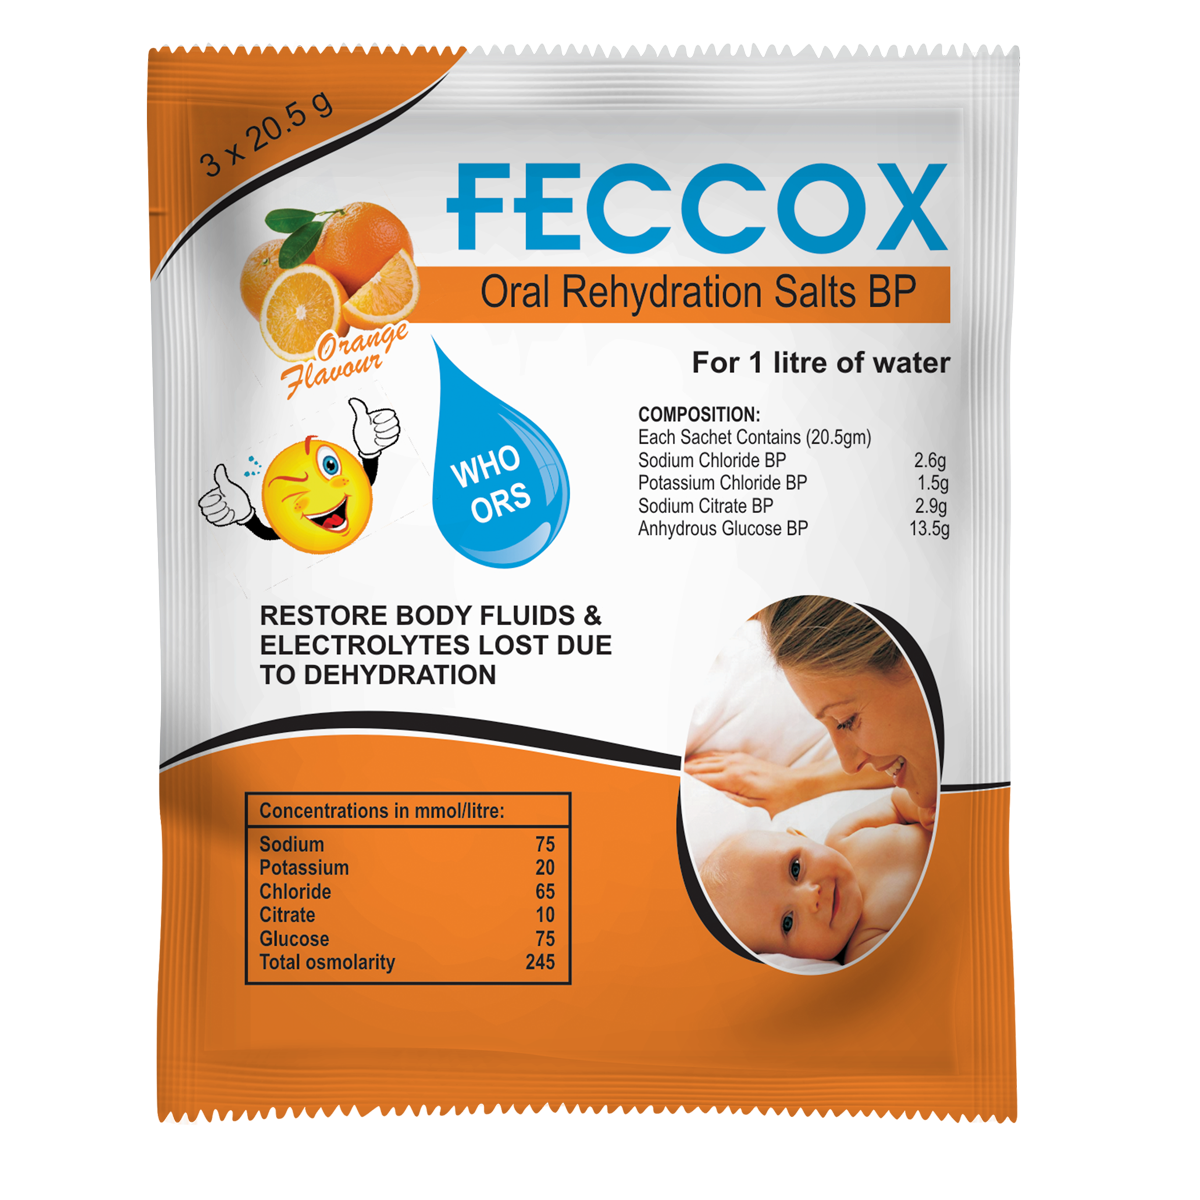 3 x 20.5 g
FECCOX
Oral Rehydration Salts BP
Orange
Flavour
For 1 litre of water
WHO
ORS
COMPOSITION:
Each Sachet Contains (20.5gm)
Sodium Chloride BP 2.6g
Potassium Chloride BP 1.5g
Sodium Citrate BP 2.9g
Anhydrous Glucose BP 13.5g
RESTORE BODY FLUIDS &
ELECTROLYTES LOST DUE
TO DEHYDRATION
Concentrations in mmol/litre:
Sodium 75
Potassium 20
Chloride 65
Citrate 10
Glucose 75
Total osmolarity 245